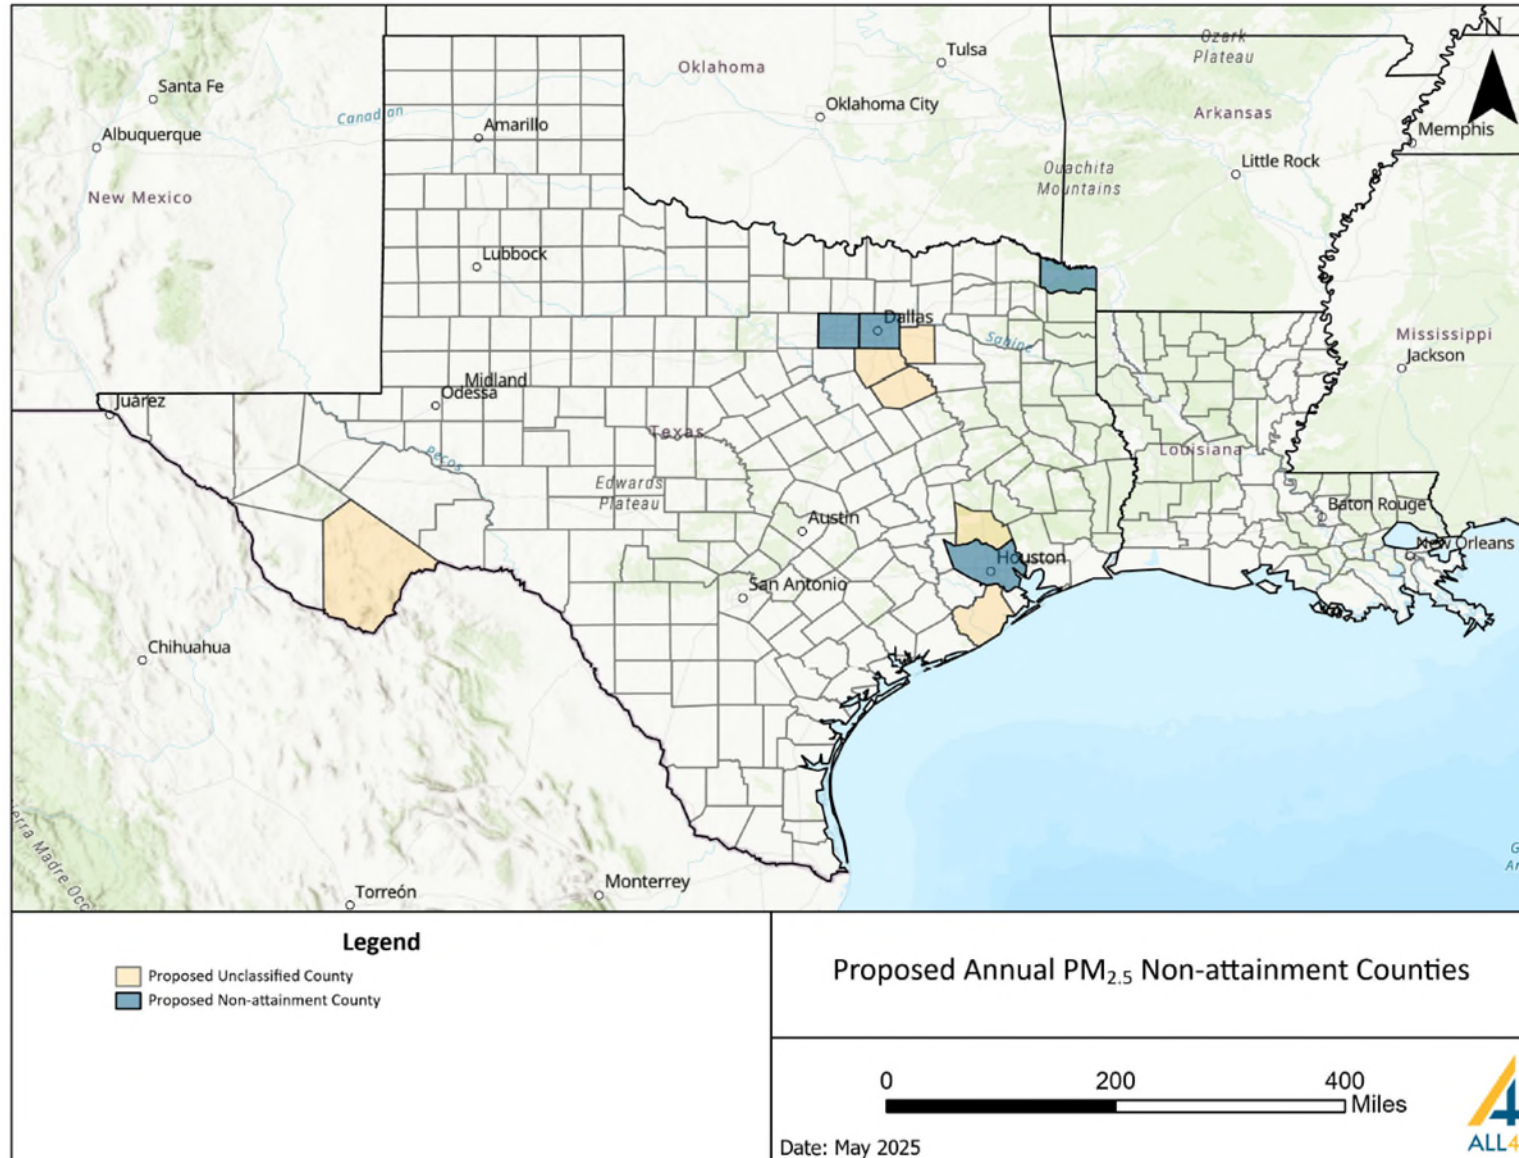 N
Ozark
Plateau
Tulsa
Oklahoma
Santa Fe
Canadian
Oklahoma City
Arkansas
Amarillo
Memphis
Albuquerque
Little Rock
Ouachita
Mountains
New Mexico
Lubbock
Dallas
Sabine
Mississippi
Jackson
Midland
Odessa
Juárez
Texas
Louisiana
Pecos
Edwards
Plateau
Baton Rouge
Austin
New Orleans
Houston
San Antonio
Chihuahua
Monterrey
Torreón
Legend
Proposed Unclassified County
Proposed Non-attainment County
Proposed Annual PM2.5 Non-attainment Counties
0 200 400
Miles
Date: May 2025
ALL4